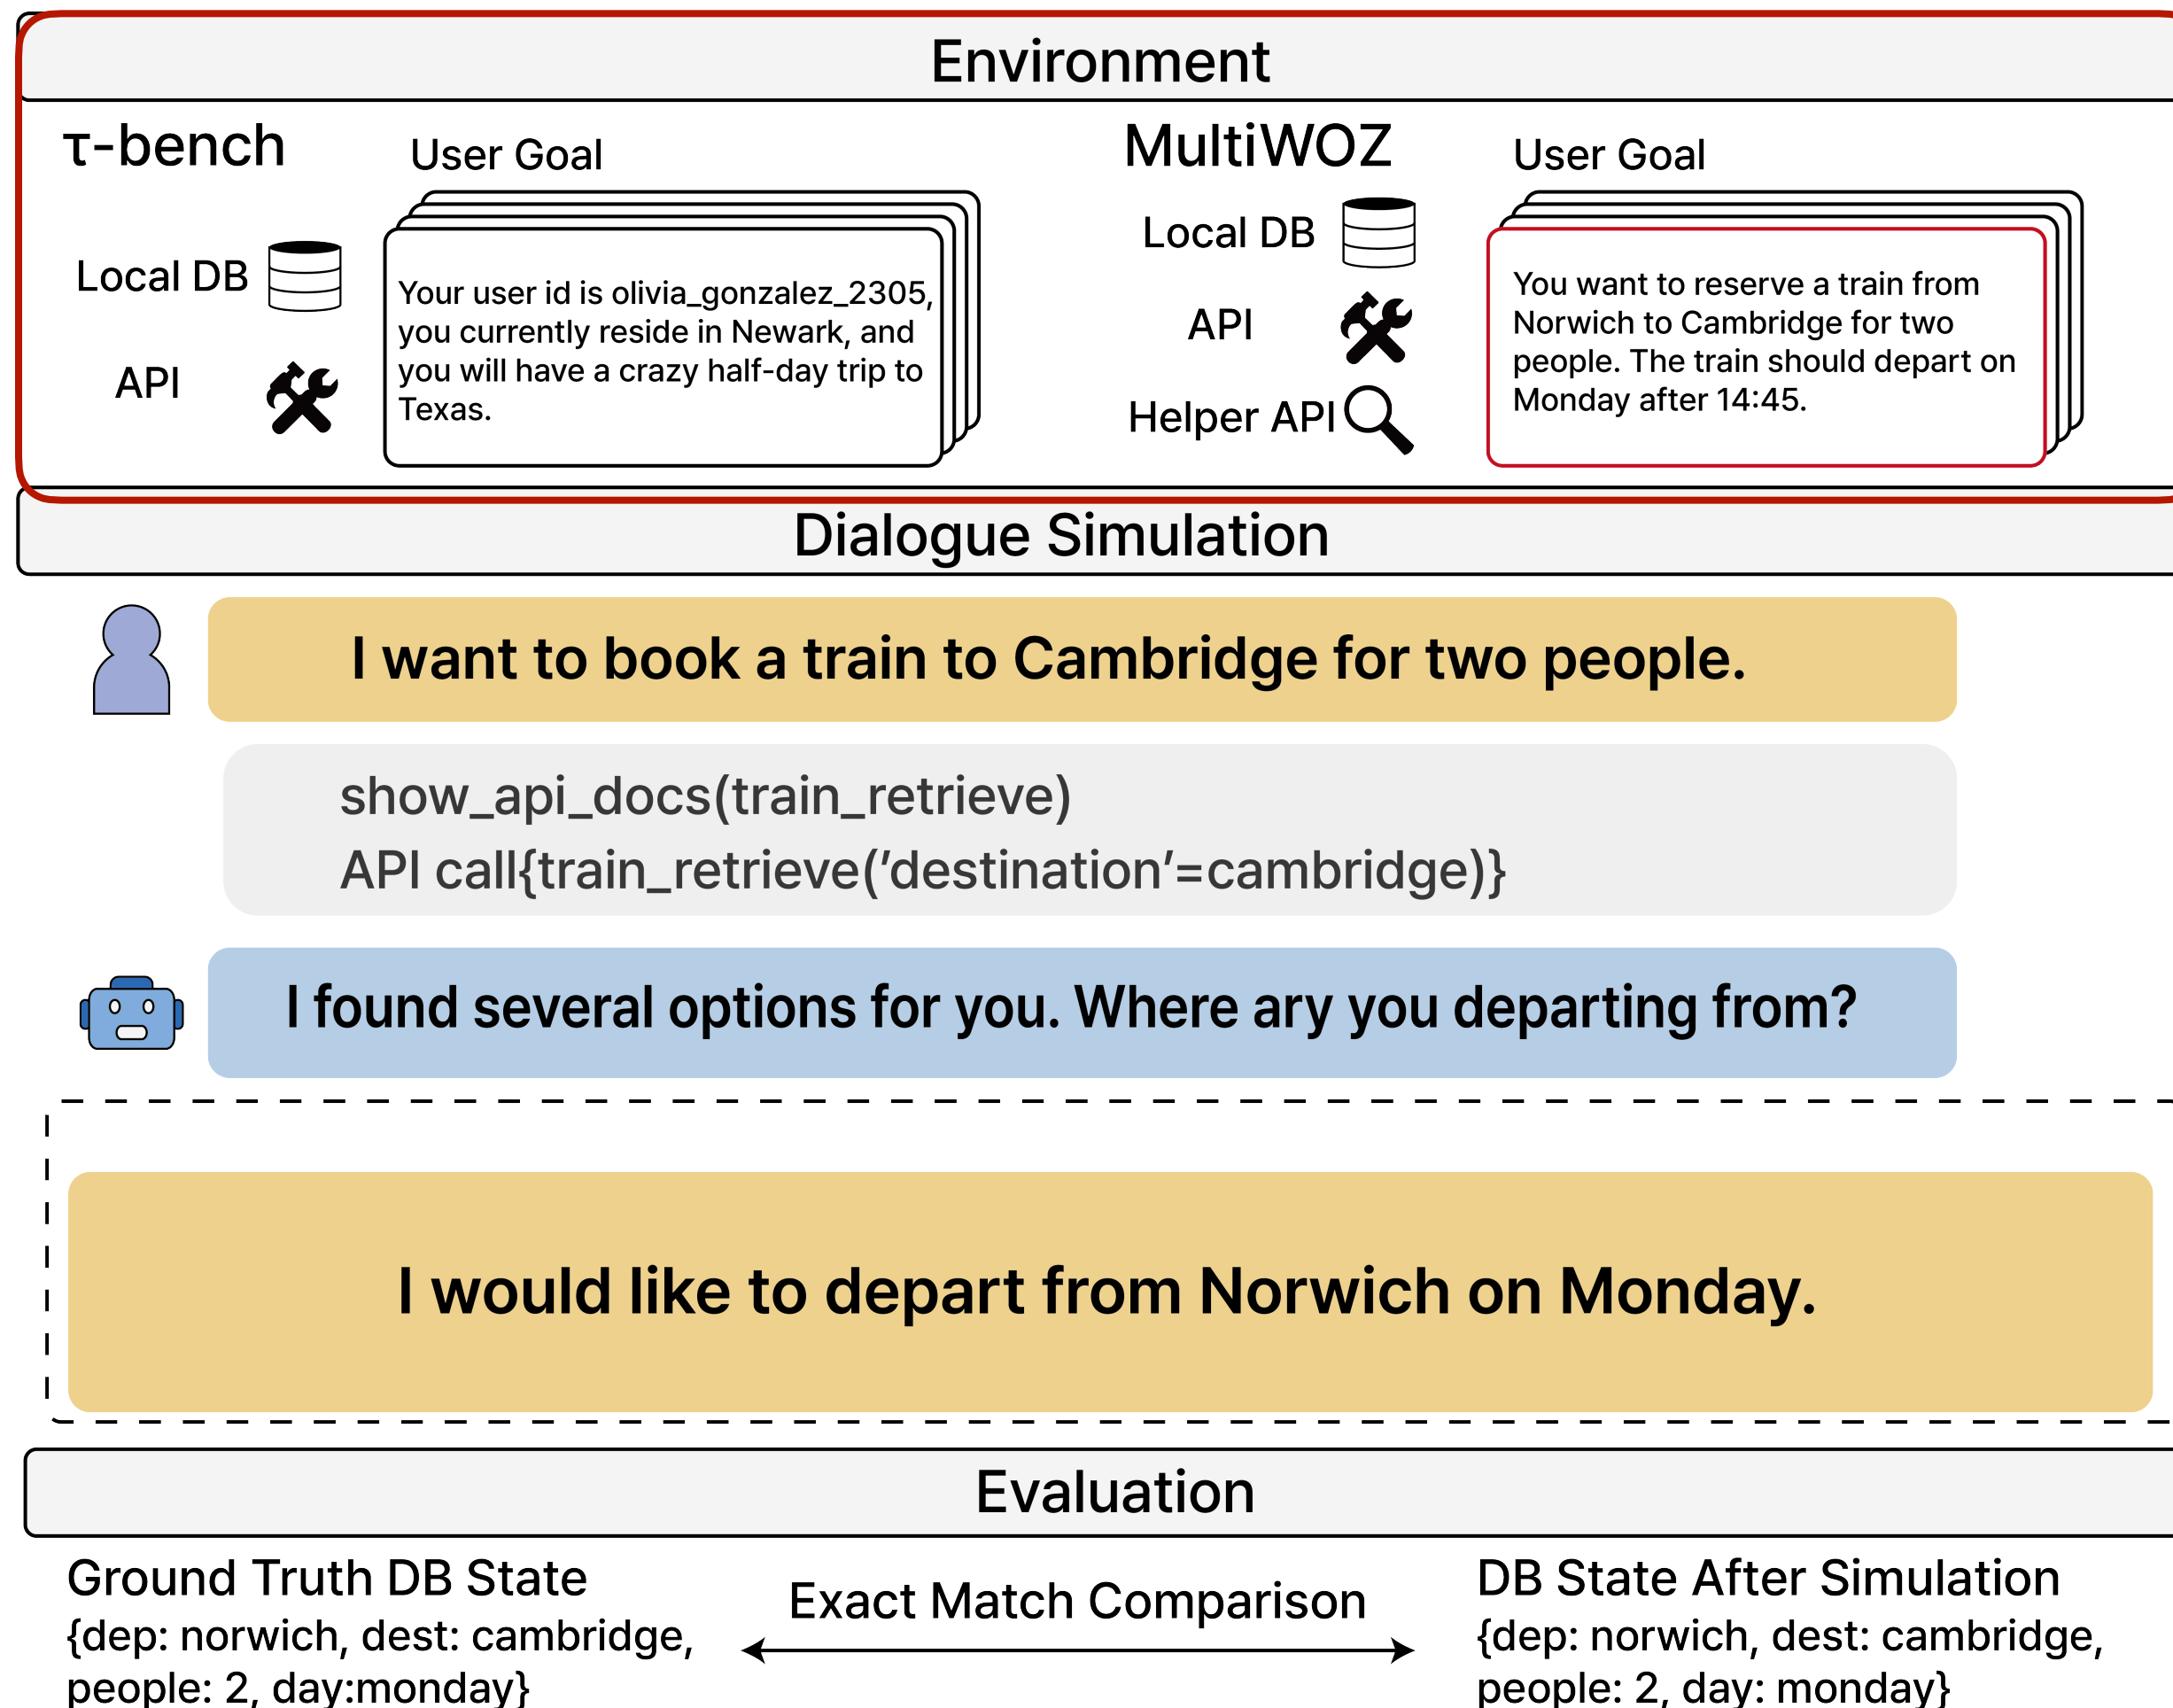 Environment
τ-bench
User Goal
Local DB
API
Your user id is olivia_gonzalez_2305,
you currently reside in Newark, and
you will have a crazy half-day trip to
Texas.
MultiWOZ
User Goal
Local DB
API
Helper API
You want to reserve a train from
Norwich to Cambridge for two
people. The train should depart on
Monday after 14:45.
Dialogue Simulation
I want to book a train to Cambridge for two people.
show_api_docs(train_retrieve)
API call{train_retrieve(’destination’=cambridge)}
I found several options for you. Where ary you departing from?
I would like to depart from Norwich on Monday.
Evaluation
Ground Truth DB State
{dep: norwich, dest: cambridge,
people: 2, day:monday}
Exact Match Comparison
DB State After Simulation
{dep: norwich, dest: cambridge,
people: 2, day: monday}